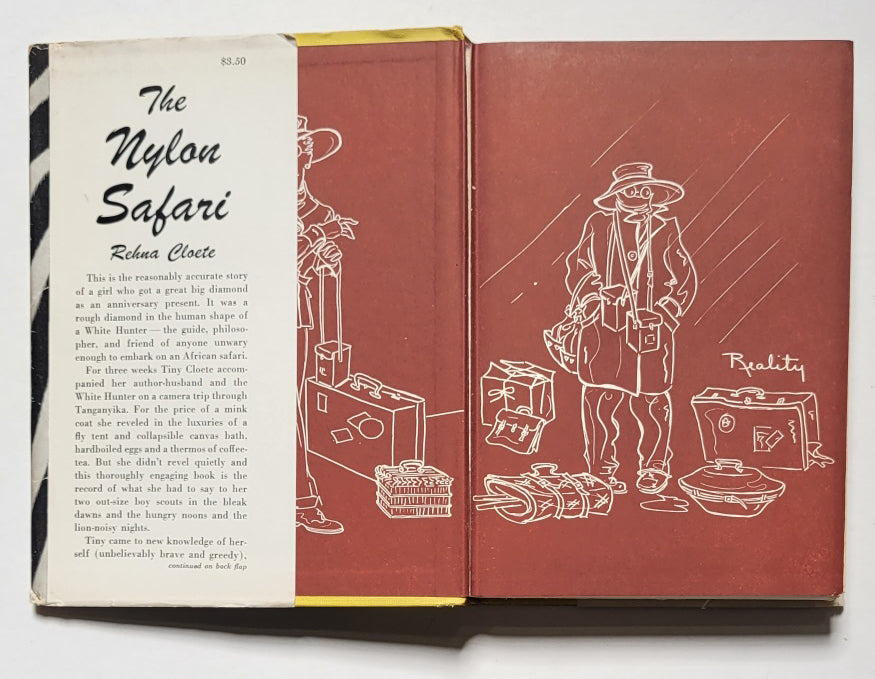 $3.50
The
Nylon
Safari
Rehna Cloete
This is the reasonably accurate story
of a girl who got a great big diamond
as an anniversary present. It was a
rough diamond in the human shape of
a White Hunter — the guide, philoso-
pher, and friend of anyone unwary
enough to embark on an African safari.
For three weeks Tiny Cloete accom-
panied her author-husband and the
White Hunter on a camera trip through
Tanganyika. For the price of a mink
coat she reveled in the luxuries of a
fly tent and collapsible canvas bath,
hardboiled eggs and a thermos of coffee-
tea. But she didn't revel quietly and
this thoroughly engaging book is the
record of what she had to say to her
two out-size boy scouts in the bleak
dawns and the hungry noons and the
lion-noisy nights.
Tiny came to new knowledge of her-
self (unbelievably brave and greedy),
continued on back flap
Reality